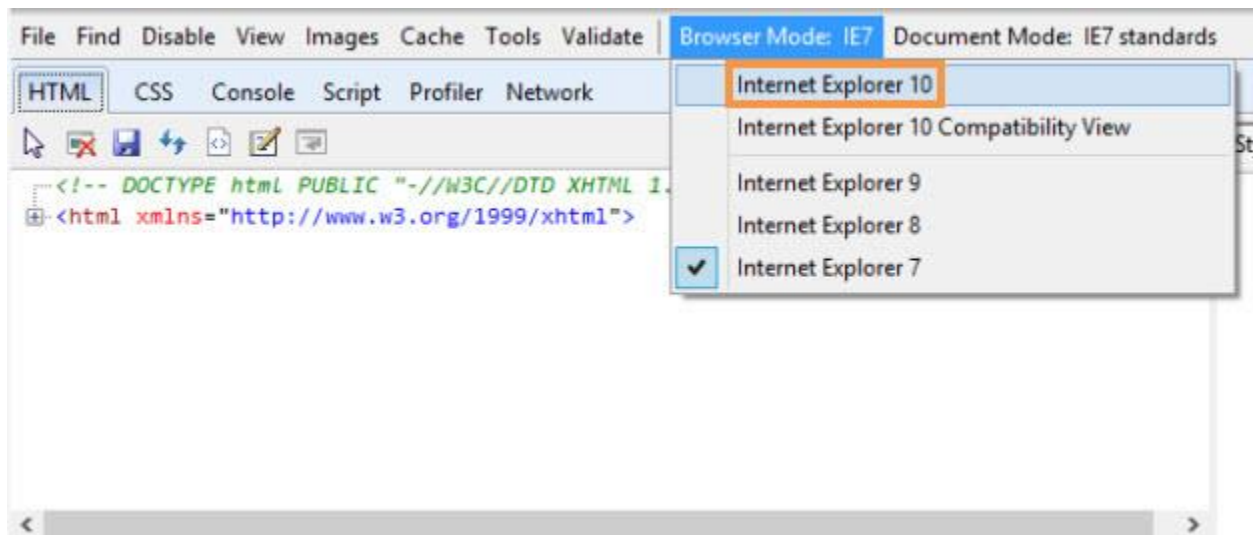 File Find Disable View Images Cache Tools Validate Browser Mode: IE7 Document Mode: IE7 standards
HTML CSS Console Script Profiler Network
Internet Explorer 10
Internet Explorer 10 Compatibility View
Internet Explorer 9
Internet Explorer 8
Internet Explorer 7
St
<!-- DOCTYPE html PUBLIC "-//W3C//DTD XHTML 1.
<html xmlns="http://www.w3.org/1999/xhtml">